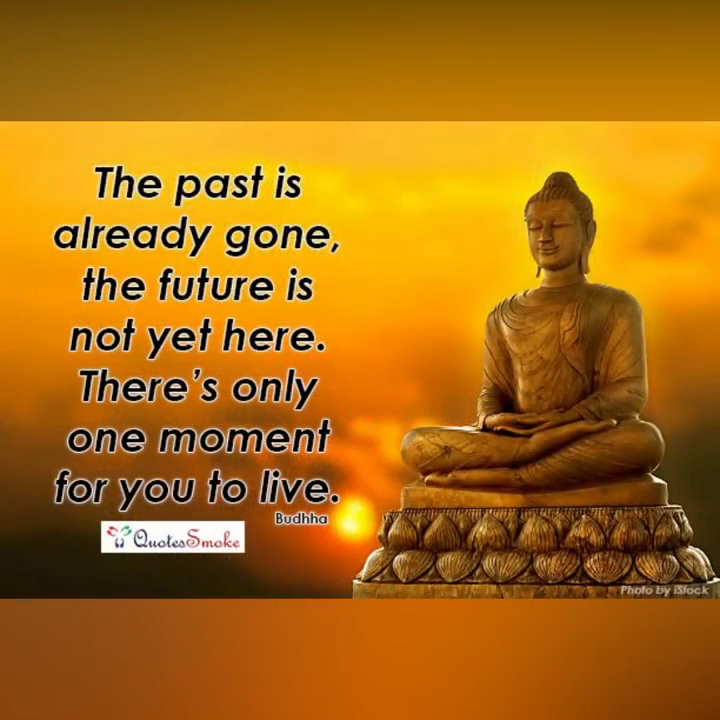 The past is
already gone,
the future is
not yet here.
There's only
one moment
for you to live.
Budhha
QuotesSmoke
Photo by iStock